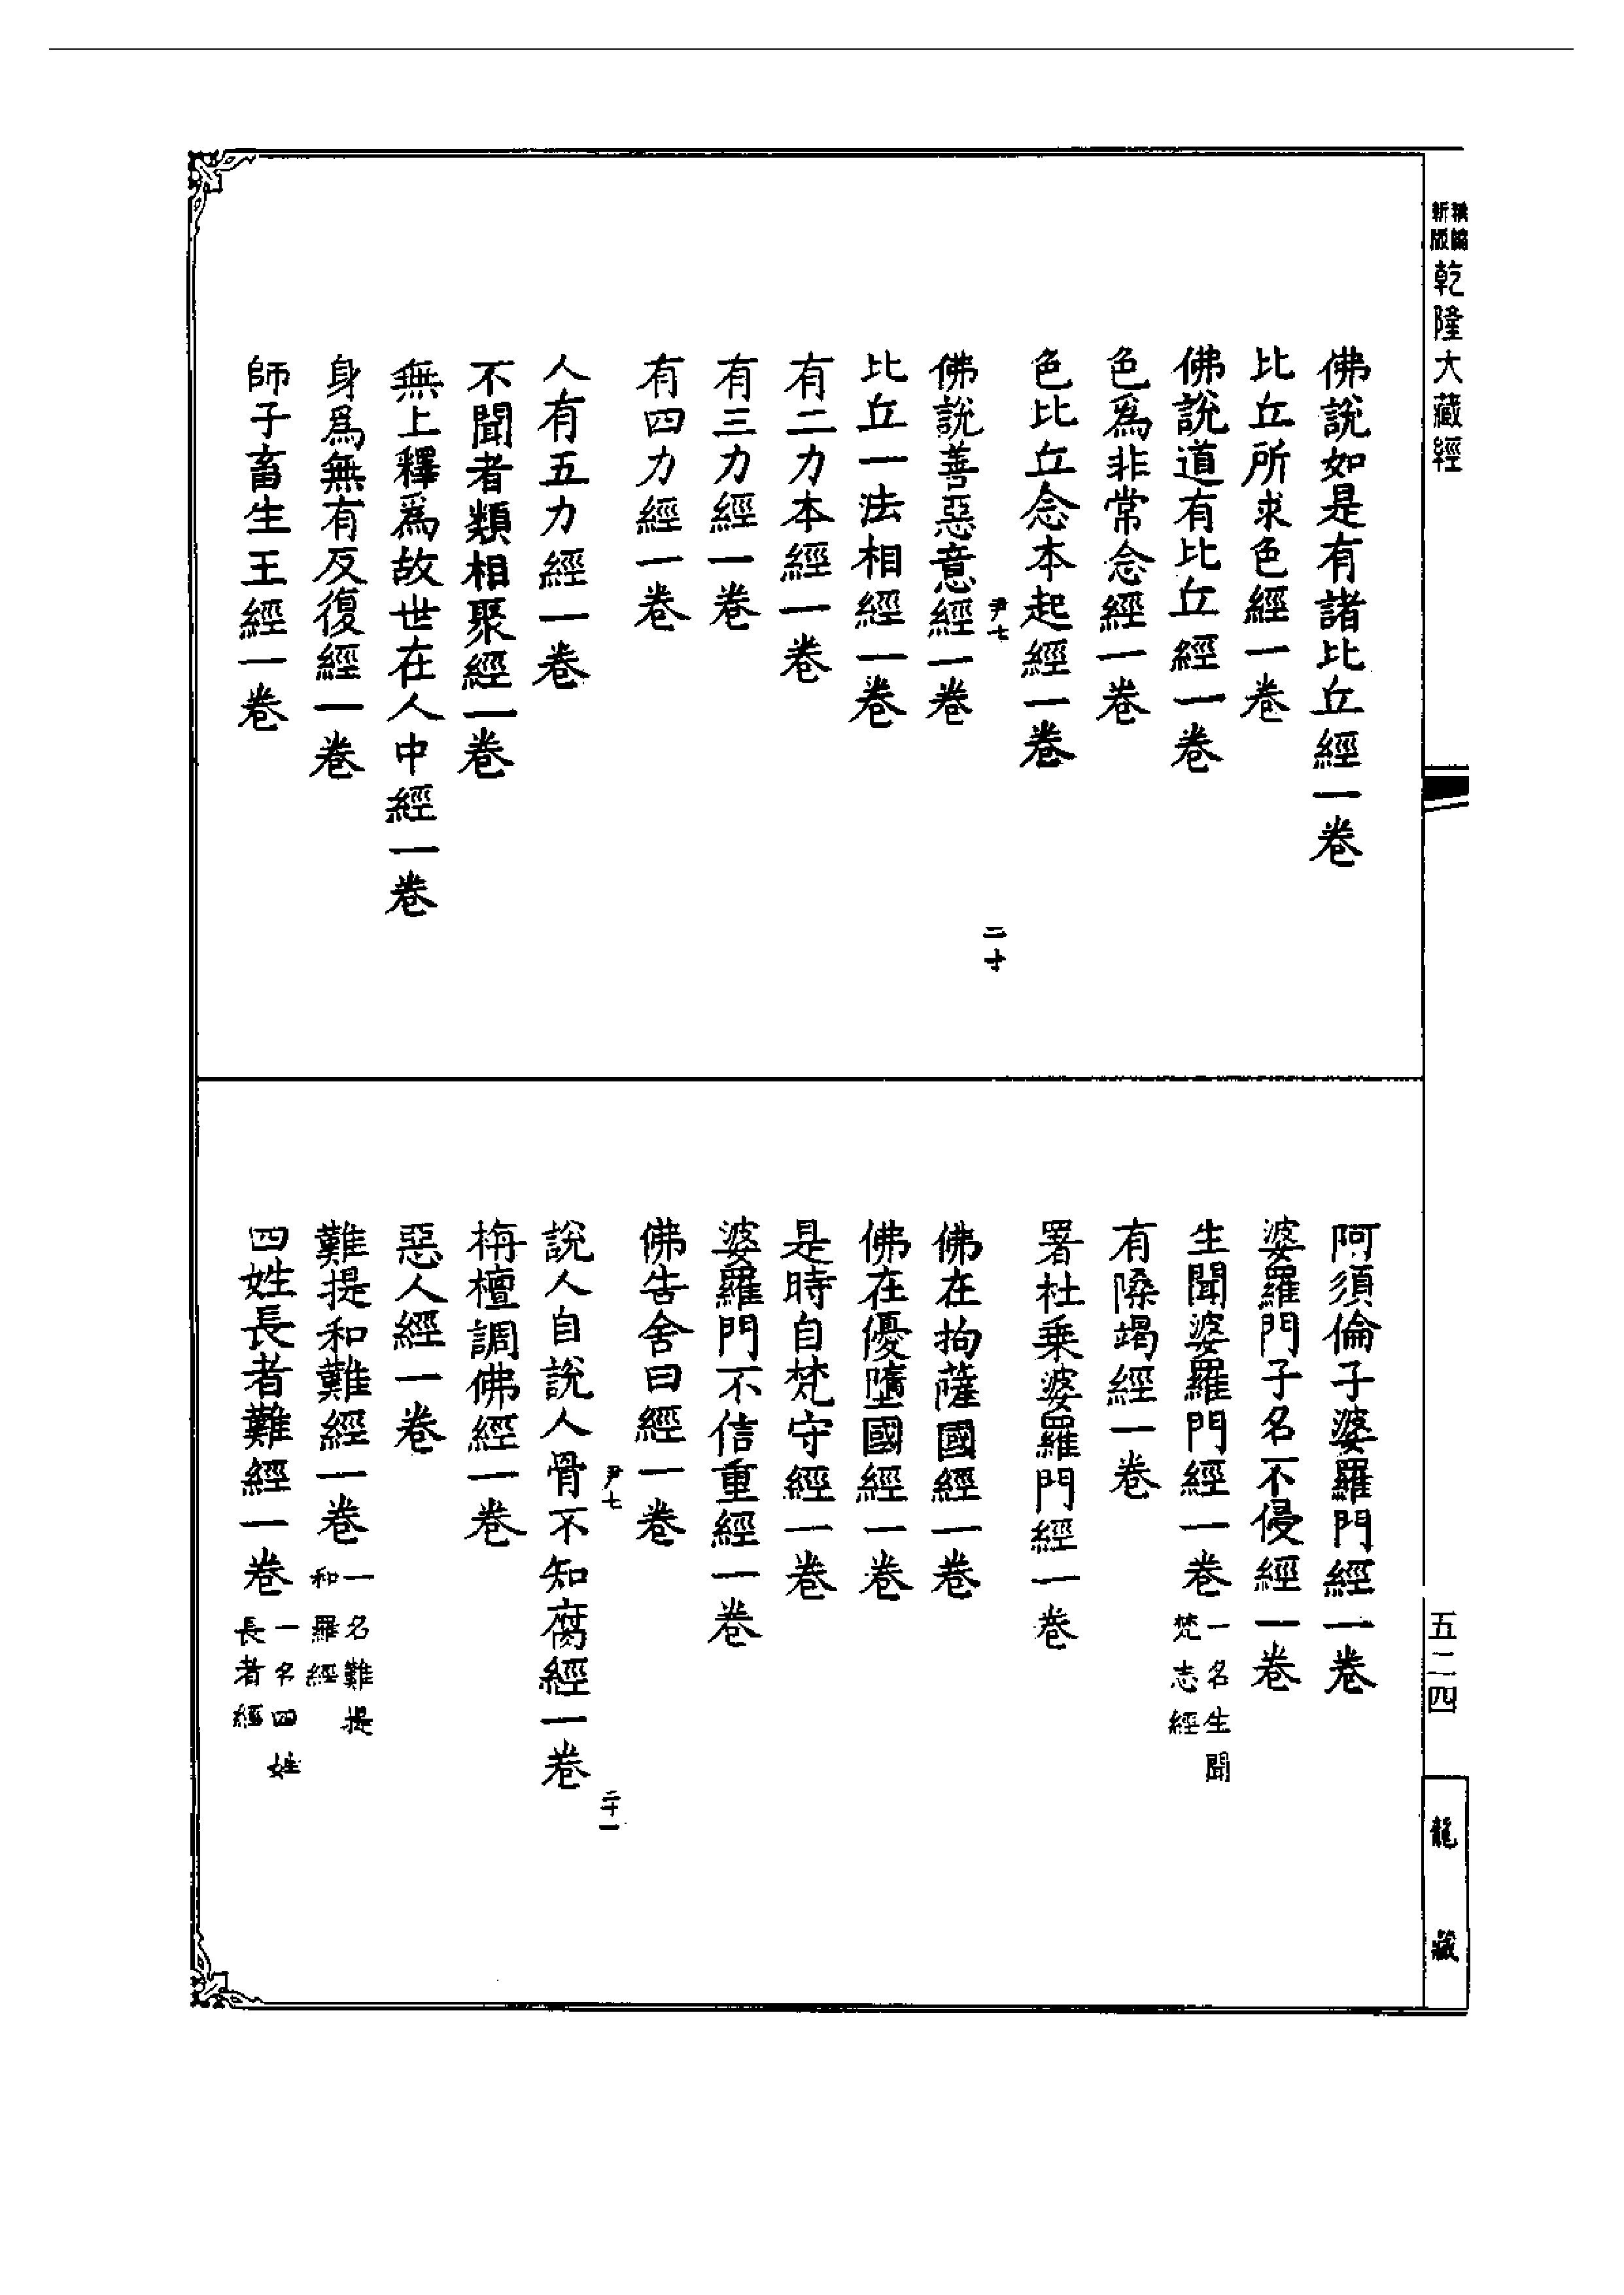 新版精編乾隆大藏經
佛說如是有諸比丘經一卷
比丘所求色經一卷
佛說道有比丘經一卷
色為非常念經一卷
色比丘念本起經一卷
尹七
二十
佛說善惡意經一卷
比丘一法相經一卷
有二力本經一卷
有三力經一卷
有四力經一卷
人有五力經一卷
不聞者類相聚經一卷
無上釋為故世在人中經一卷
身為無有反復經一卷
師子畜生王經一卷
阿須倫子婆羅門經一卷
婆羅門子名不侵經一卷
生聞婆羅門經一卷 一名生聞梵志經
有𠼝竭經一卷
署杜乘婆羅門經一卷
佛在拘薩國經一卷
佛在優墮國經一卷
是時自梵守經一卷
婆羅門不信重經一卷
佛告舍曰經一卷
尹七
二十一
說人自說人骨不知腐經一卷
栴檀調佛經一卷
惡人經一卷
難提和難經一卷 一名難提和羅經
四姓長者難經一卷 一名四姓長者經
五二四
龍藏